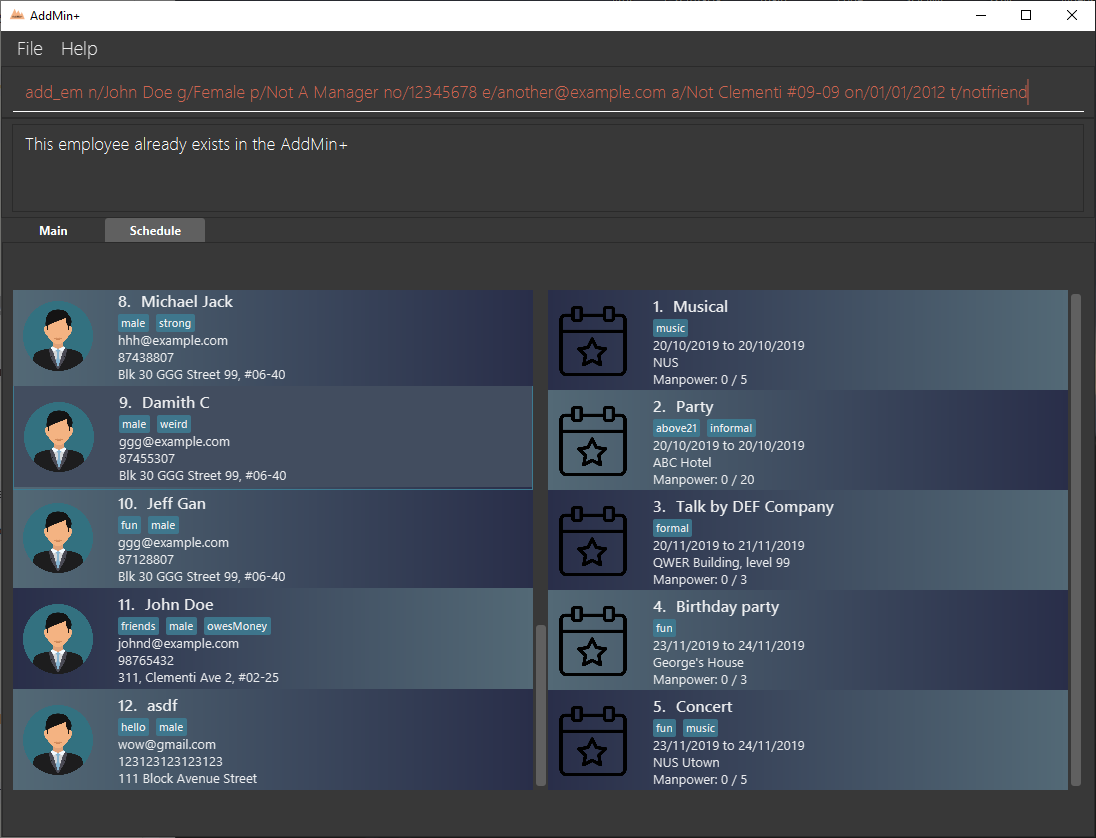 AddMin+
File Help
add_em n/John Doe g/Female p/Not A Manager no/12345678 e/another@example.com a/Not Clementi #09-09 on/01/01/2012 t/notfriend
This employee already exists in the AddMin+
Main Schedule
8. Michael Jack
male strong
hhh@example.com
87438807
Blk 30 GGG Street 99, #06-40
9. Damith C
male weird
ggg@example.com
87455307
Blk 30 GGG Street 99, #06-40
10. Jeff Gan
fun male
ggg@example.com
87128807
Blk 30 GGG Street 99, #06-40
11. John Doe
friends male owesMoney
johnd@example.com
98765432
311, Clementi Ave 2, #02-25
12. asdf
hello male
wow@gmail.com
123123123123123
111 Block Avenue Street
1. Musical
music
20/10/2019 to 20/10/2019
NUS
Manpower: 0 / 5
2. Party
above21 informal
20/10/2019 to 20/10/2019
ABC Hotel
Manpower: 0 / 20
3. Talk by DEF Company
formal
20/11/2019 to 21/11/2019
QWER Building, level 99
Manpower: 0 / 3
4. Birthday party
fun
23/11/2019 to 24/11/2019
George's House
Manpower: 0 / 3
5. Concert
fun music
23/11/2019 to 24/11/2019
NUS Utown
Manpower: 0 / 5